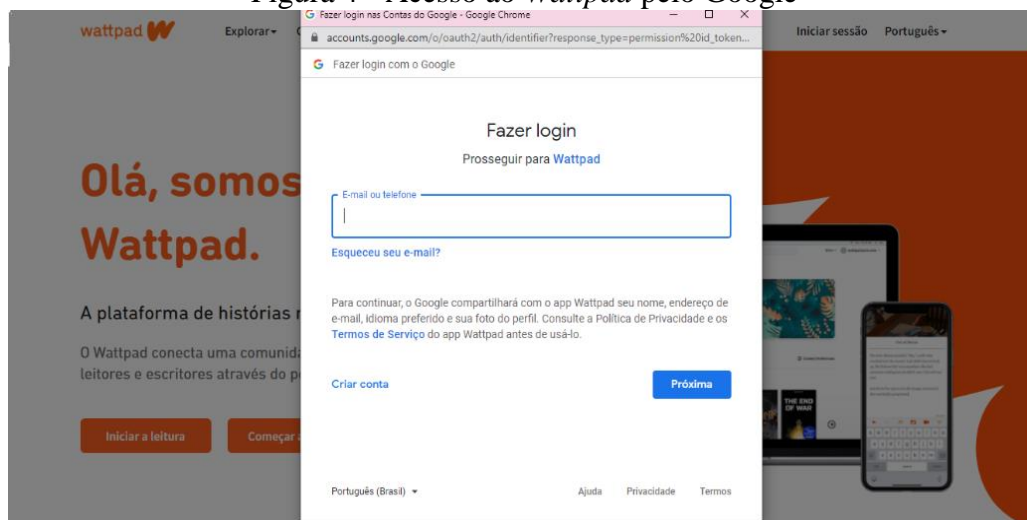 Acesso ao Wattpad pelo Google
G Fazer login nas Contas do Google - Google Chrome
wattpad
Explorar
Iniciar sessão
Português
accounts.google.com/o/oauth2/auth/identifier?response_type=permission%20id_token...
G Fazer login com o Google
Fazer login
Prosseguir para Wattpad
Olá, somos
Wattpad.
E-mail ou telefone
Esqueceu seu e-mail?
A plataforma de histórias
O Wattpad conecta uma
leitores e escritores através do
Para continuar, o Google compartilhará com o app Wattpad seu nome, endereço de
e-mail, idioma preferido e sua foto do perfil. Consulte a Política de Privacidade e os
Termos de Serviço do app Wattpad antes de usá-lo.
Criar conta
Próxima
Iniciar a leitura
Começar
THE END
OF WAR
Português (Brasil)
Ajuda
Privacidade
Termos